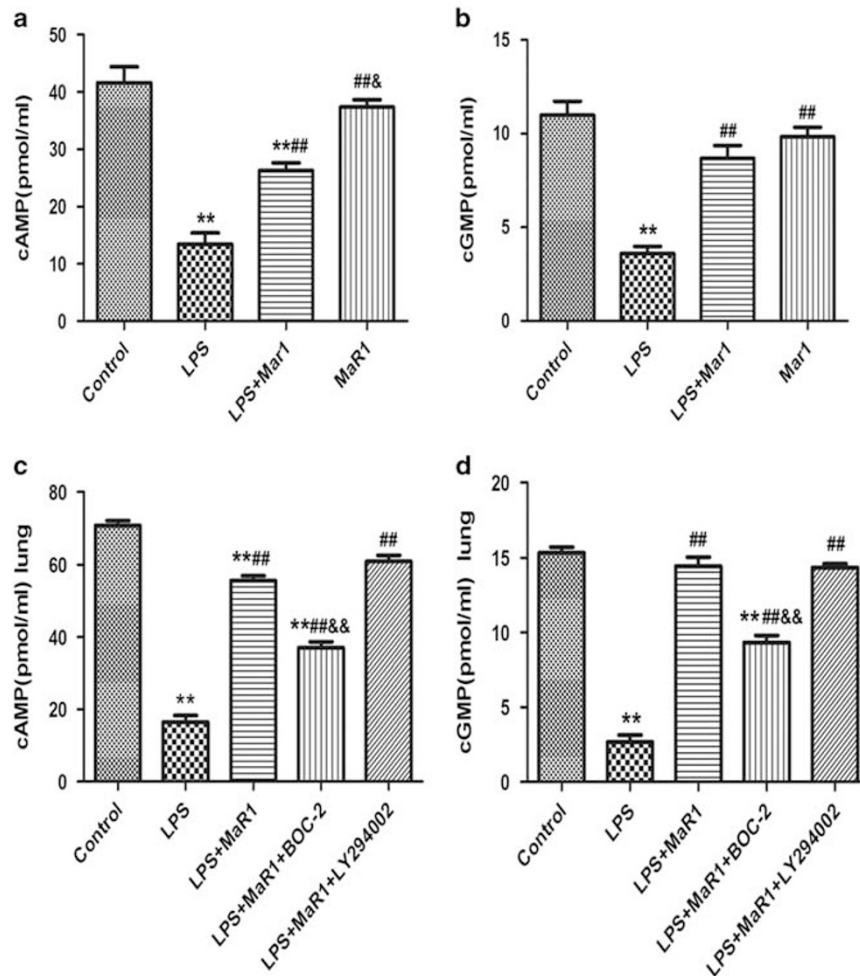 a
cAMP(pmol/ml)
50
40
30
20
10
0
**
**##
##&
Control
LPS
LPS+Mar1
MaR1
b
cGMP(pmol/ml)
15
10
5
0
**
##
##
Control
LPS
LPS+Mar1
Mar1
c
cAMP(pmol/ml) lung
80
60
40
20
0
**
**##
**##&&
##
Control
LPS
LPS+MaR1
LPS+MaR1+BOC-2
LPS+MaR1+LY294002
d
cGMP(pmol/ml) lung
20
15
10
5
0
**
##
**##&&
##
Control
LPS
LPS+MaR1
LPS+MaR1+BOC-2
LPS+MaR1+LY294002